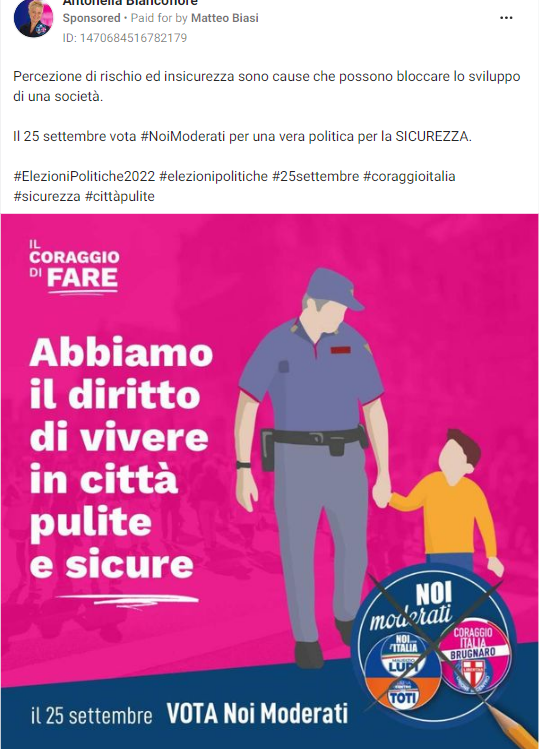 Antonella Biancofiore
Sponsored • Paid for by Matteo Biasi
ID: 1470684516782179
Percezione di rischio ed insicurezza sono cause che possono bloccare lo sviluppo
di una società.
Il 25 settembre vota #NoiModerati per una vera politica per la SICUREZZA.
#ElezioniPolitiche2022 #elezionipolitiche #25settembre #coraggioitalia
#sicurezza #cittàpulite
IL
CORAGGIO
DI FARE
Abbiamo
il diritto
di vivere
in città
pulite
e sicure
NOI
moderati
NOI
L'ITALIA
LUPI
TOTI
CORAGGIO
ITALIA
BRUGNARO
LIBERTAS
il 25 settembre VOTA Noi Moderati